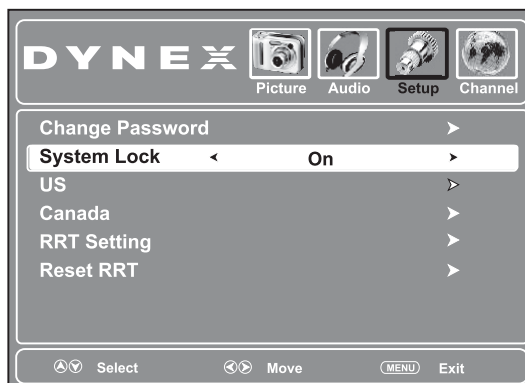 DYNEX
Picture Audio Setup Channel
Change Password
System Lock On
US
Canada
RRT Setting
Reset RRT
Select Move MENU Exit